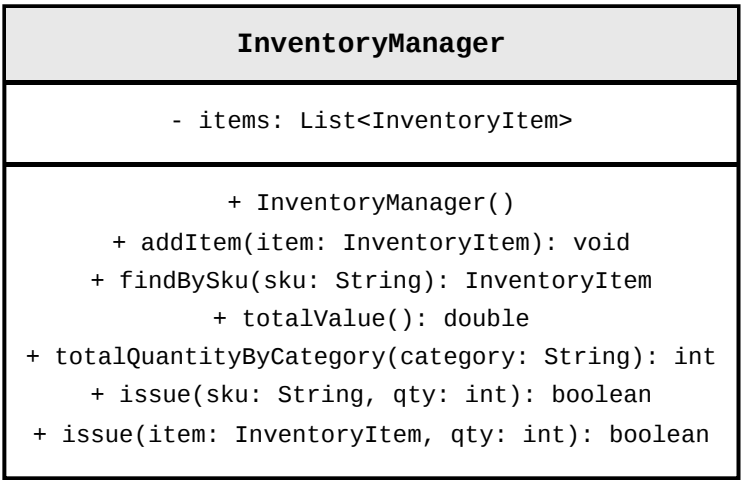 InventoryManager
- items: List<InventoryItem>
+ InventoryManager()
+ addItem(item: InventoryItem): void
+ findBySku(sku: String): InventoryItem
+ totalValue(): double
+ totalQuantityByCategory(category: String): int
+ issue(sku: String, qty: int): boolean
+ issue(item: InventoryItem, qty: int): boolean